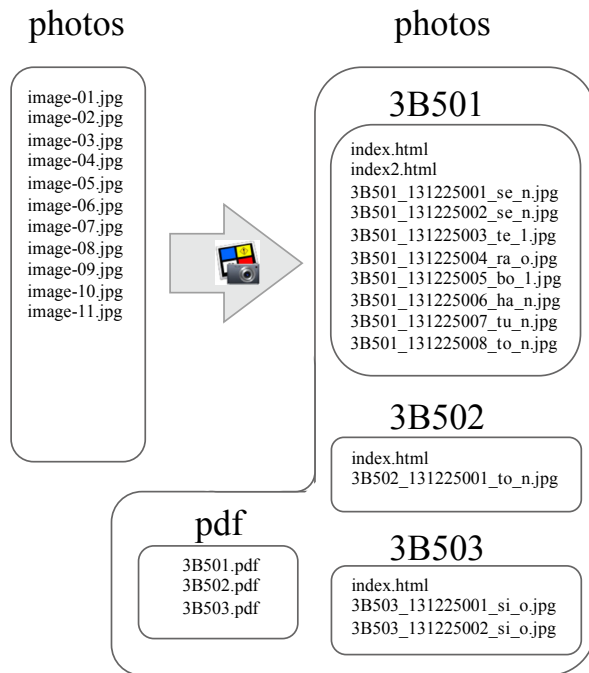 photos
image-01.jpg
image-02.jpg
image-03.jpg
image-04.jpg
image-05.jpg
image-06.jpg
image-07.jpg
image-08.jpg
image-09.jpg
image-10.jpg
image-11.jpg
photos
3B501
index.html
index2.html
3B501_131225001_se_n.jpg
3B501_131225002_se_n.jpg
3B501_131225003_te_1.jpg
3B501_131225004_ra_o.jpg
3B501_131225005_bo_1.jpg
3B501_131225006_ha_n.jpg
3B501_131225007_tu_n.jpg
3B501_131225008_to_n.jpg
3B502
index.html
3B502_131225001_to_n.jpg
pdf
3B501.pdf
3B502.pdf
3B503.pdf
3B503
index.html
3B503_131225001_si_o.jpg
3B503_131225002_si_o.jpg